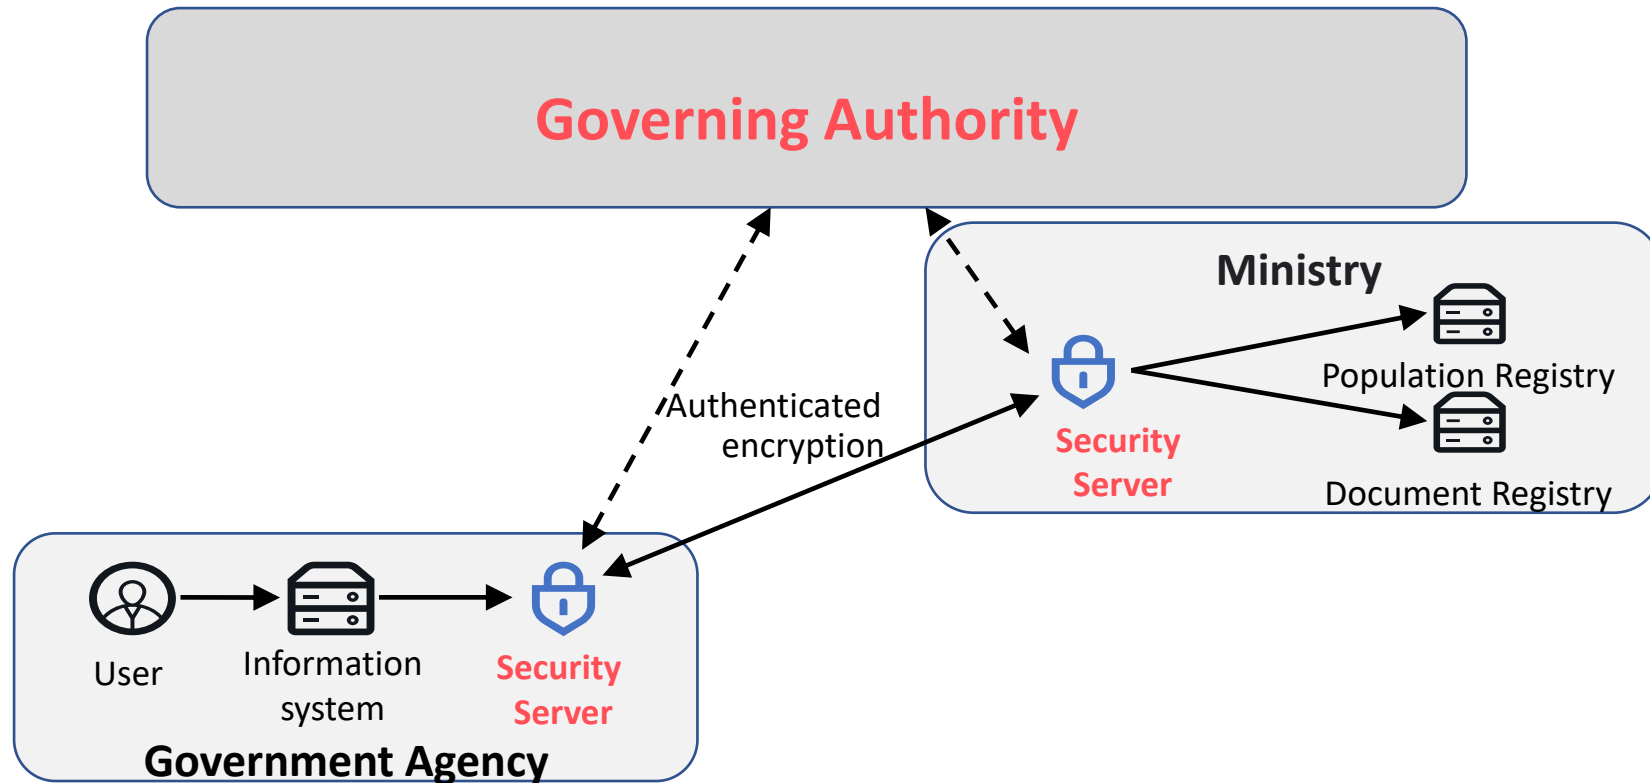 Governing Authority
Ministry
Population Registry
Authenticated
encryption
Security
Server
Document Registry
User
Information
system
Security
Server
Government Agency